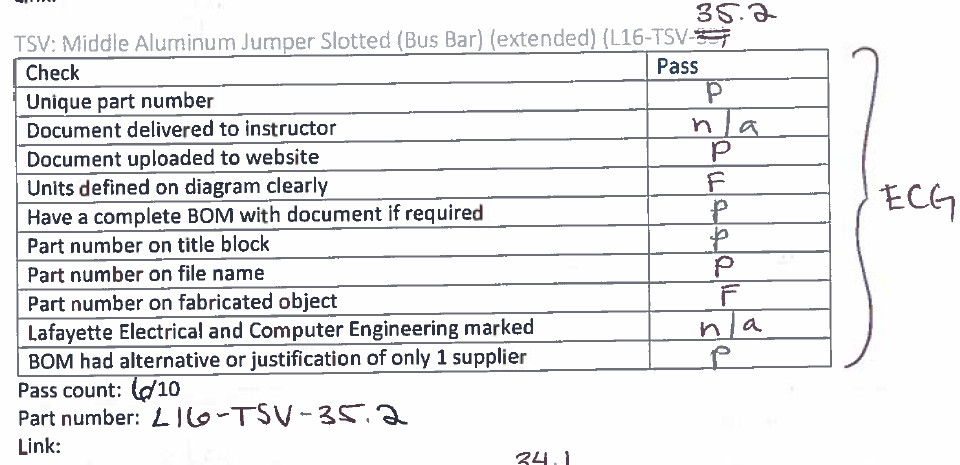 35.2
TSV: Middle Aluminum Jumper Slotted (Bus Bar) (extended) (L16-TSV-
Check Pass
Unique part number P
Document delivered to instructor n/a
Document uploaded to website P
Units defined on diagram clearly F
Have a complete BOM with document if required P
Part number on title block P
Part number on file name P
Part number on fabricated object F
Lafayette Electrical and Computer Engineering marked n/a
BOM had alternative or justification of only 1 supplier P
ECG
Pass count: 6/10
Part number: L16-TSV-35.2
Link:
34.1